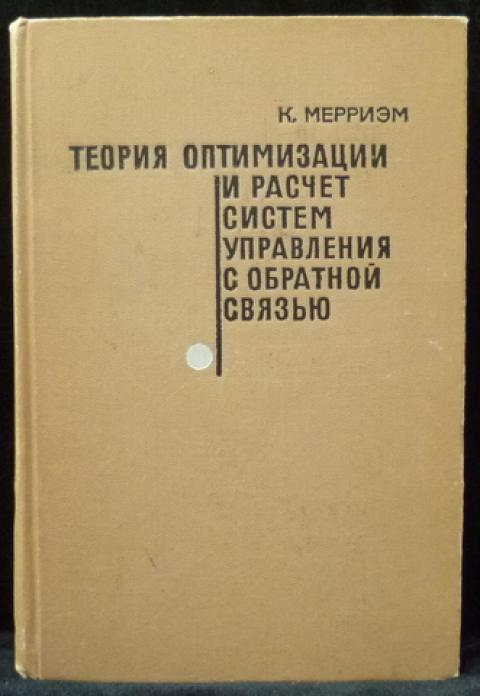 К. МЕРРИЭМ
ТЕОРИЯ ОПТИМИЗАЦИИ
И РАСЧЕТ
СИСТЕМ
УПРАВЛЕНИЯ
С ОБРАТНОЙ
СВЯЗЬЮ